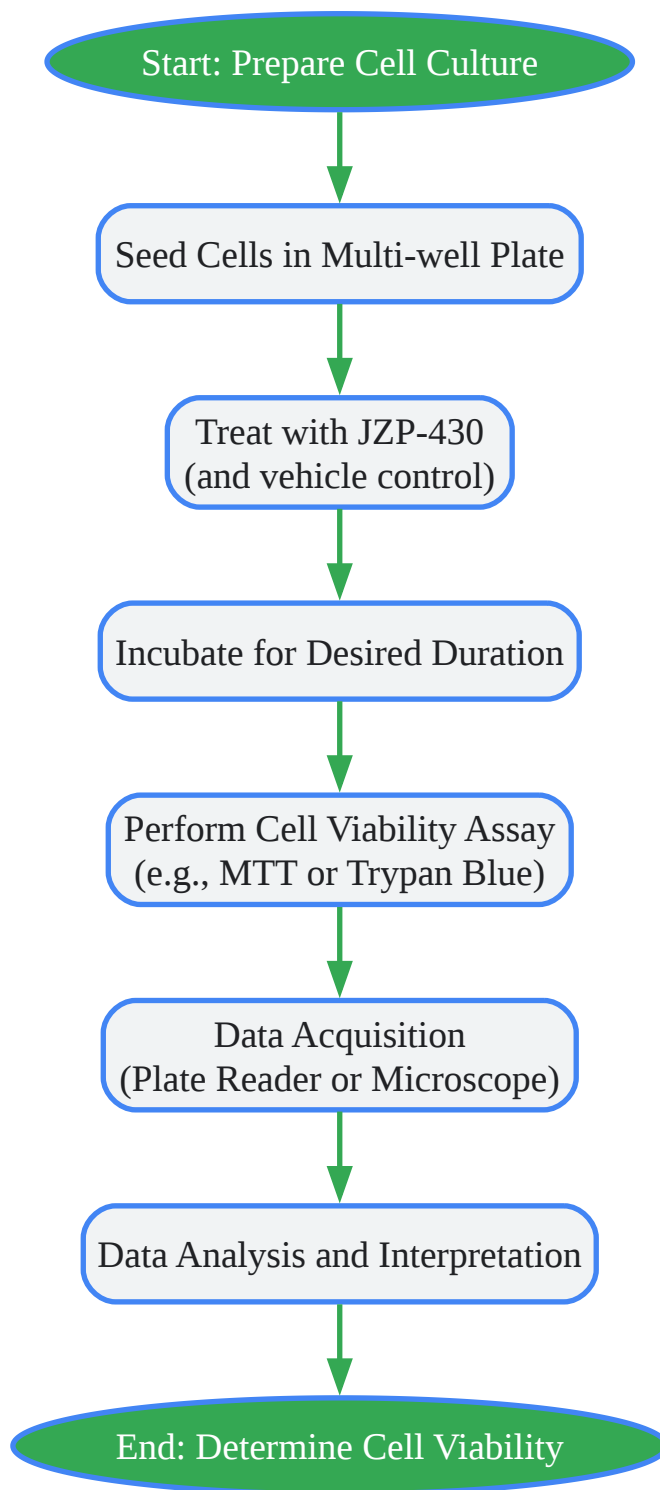 Start: Prepare Cell Culture
Seed Cells in Multi-well Plate
Treat with JZP-430
(and vehicle control)
Incubate for Desired Duration
Perform Cell Viability Assay
(e.g., MTT or Trypan Blue)
Data Acquisition
(Plate Reader or Microscope)
Data Analysis and Interpretation
End: Determine Cell Viability